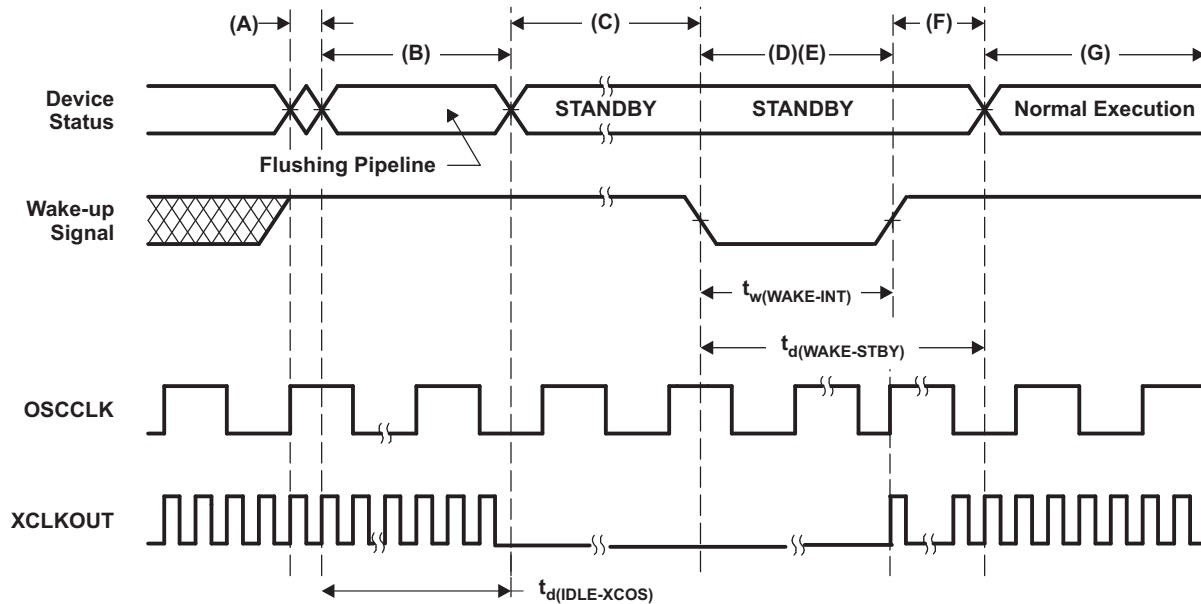 (A)
(C)
(F)
(B)
(D)(E)
(G)
Device
Status
STANDBY
STANDBY
Normal Execution
Flushing Pipeline
Wake-up
Signal
tw(WAKE-INT)
td(WAKE-STBY)
OSCCLK
XCLKOUT
td(IDLE-XCOS)